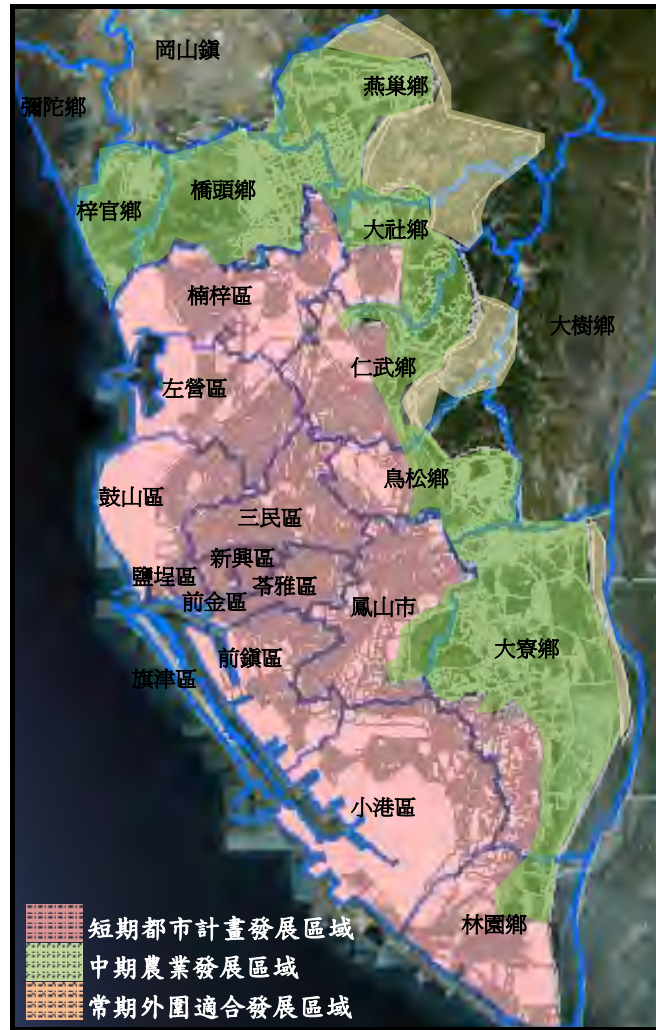 岡山鎮
燕巢鄉
彌陀鄉
橋頭鄉
梓官鄉
大社鄉
楠梓區
大樹鄉
仁武鄉
左營區
鳥松鄉
鼓山區
三民區
新興區
鹽埕區
苓雅區
前金區
鳳山市
前鎮區
大寮鄉
旗津區
小港區
林園鄉
短期都市計畫發展區域
中期農業發展區域
常期外圍適合發展區域